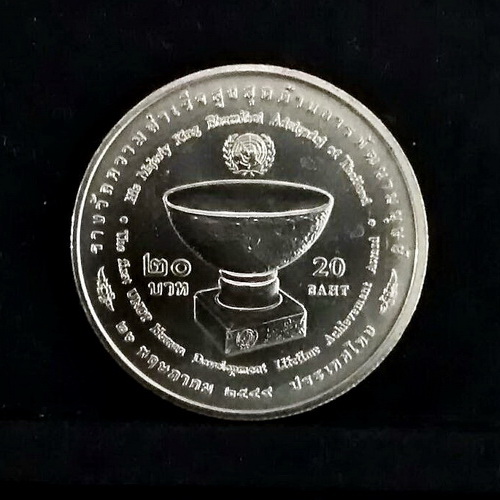 รางวัลความสำเร็จสูงสุดด้านการพัฒนามนุษย์
His Majesty King Bhumibol Adulyadej of Thailand
๒๐ บาท
20 BAHT
The First UNDP Human Development Lifetime Achievement Award
๒๖ พฤษภาคม ๒๕๔๙ ประเทศไทย